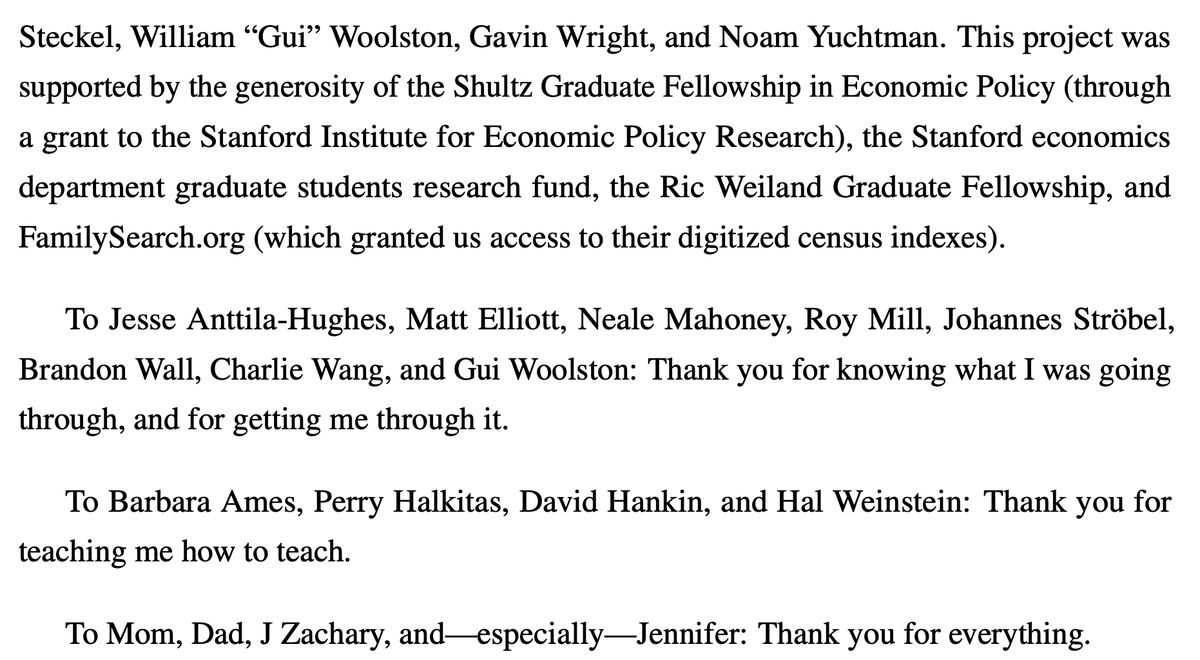 Steckel, William “Gui” Woolston, Gavin Wright, and Noam Yuchtman. This project was
supported by the generosity of the Shultz Graduate Fellowship in Economic Policy (through
a grant to the Stanford Institute for Economic Policy Research), the Stanford economics
department graduate students research fund, the Ric Weiland Graduate Fellowship, and
FamilySearch.org (which granted us access to their digitized census indexes).
To Jesse Anttila-Hughes, Matt Elliott, Neale Mahoney, Roy Mill, Johannes Ströbel,
Brandon Wall, Charlie Wang, and Gui Woolston: Thank you for knowing what I was going
through, and for getting me through it.
To Barbara Ames, Perry Halkitas, David Hankin, and Hal Weinstein: Thank you for
teaching me how to teach.
To Mom, Dad, J Zachary, and—especially—Jennifer: Thank you for everything.